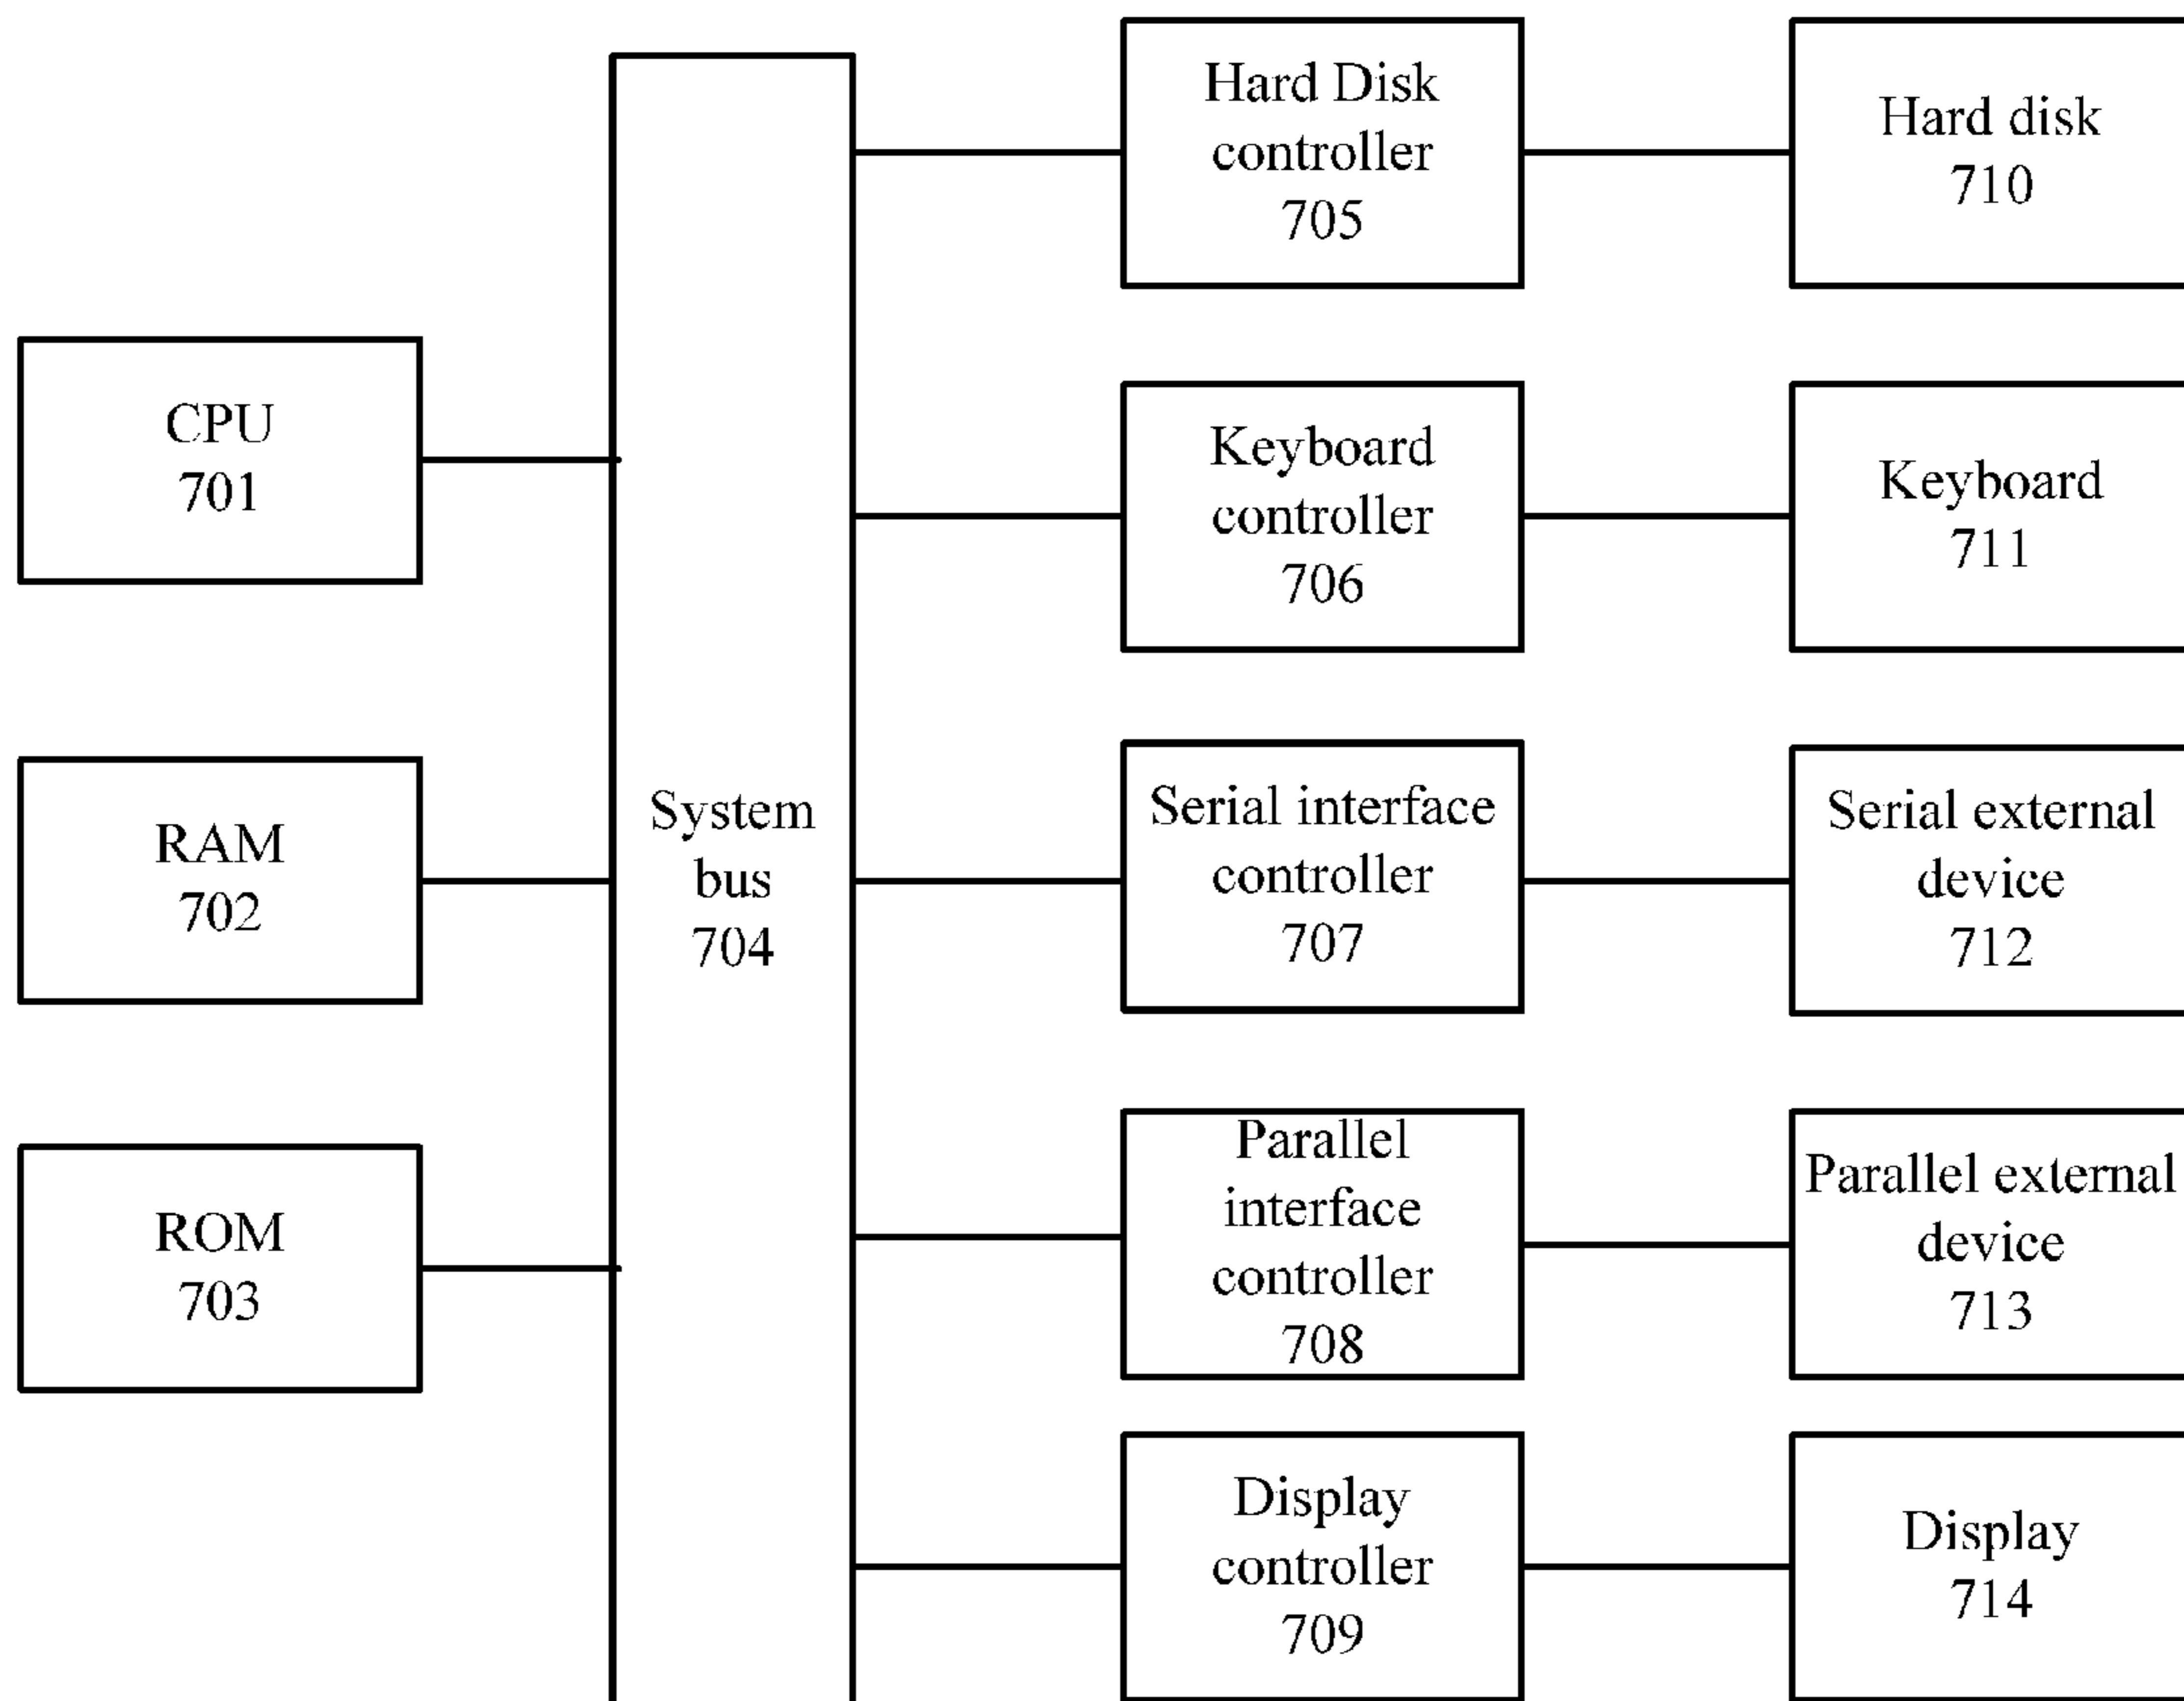 CPU
701
RAM
702
ROM
703
System
bus
704
Hard Disk
controller
705
Keyboard
controller
706
Serial interface
controller
707
Parallel
interface
controller
708
Display
controller
709
Hard disk
710
Keyboard
711
Serial external
device
712
Parallel external
device
713
Display
714